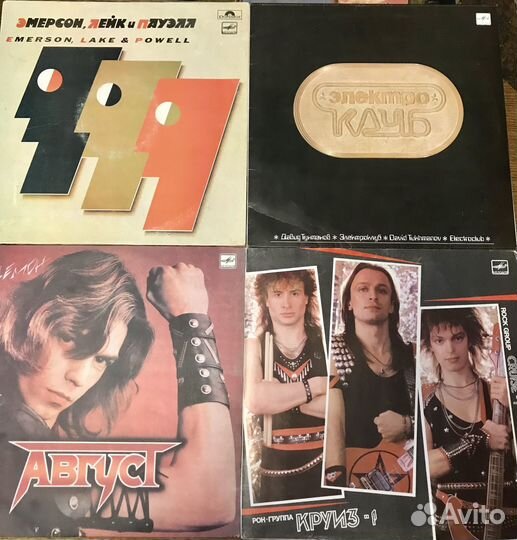 ЭМЕРСОН, ЛЕЙК и ПАУЭЛЛ
EMERSON, LAKE & POWELL
электро
клуб
* Давид Тухманов * Электроклуб * David Tukhmanov * Electroclub *
ДЕМОН
АВГУСТ
ROCK GROUP
РОК-ГРУППА КРУИЗ-1
Avito